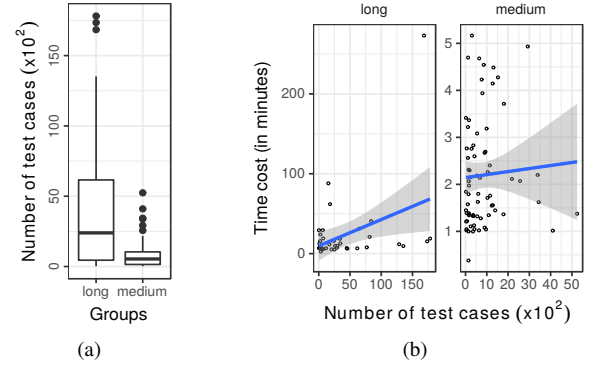 Number of test cases (x10²)
0
50
100
150
long
medium
Groups
(a)
long
medium
Time cost (in minutes)
0
100
200
0
50
100
150
1
2
3
4
5
0
10
20
30
40
50
Number of test cases (x10²)
(b)